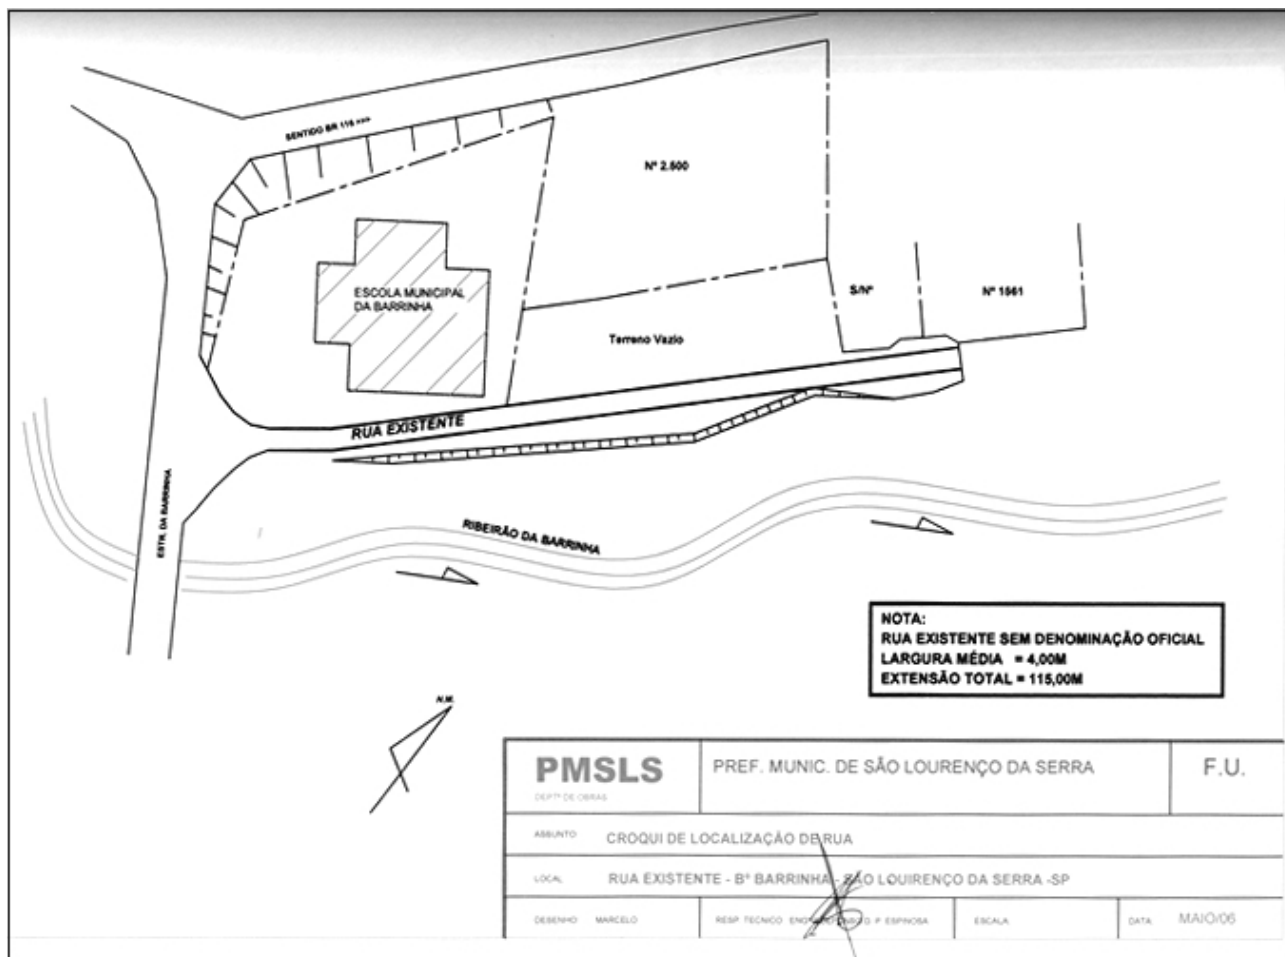 SENTIDO BR 116 >>>
Nº 2.500
ESCOLA MUNICIPAL
DA BARRINHA
S/Nº
Nº 1561
Terreno Vazio
RUA EXISTENTE
ESTR. DA BARRINHA
RIBEIRÃO DA BARRINHA
NOTA:
RUA EXISTENTE SEM DENOMINAÇÃO OFICIAL
LARGURA MÉDIA = 4,00M
EXTENSÃO TOTAL = 115,00M
N.M.
PMSLS
DEPTº DE OBRAS
PREF. MUNIC. DE SÃO LOURENÇO DA SERRA
F.U.
ASSUNTO CROQUI DE LOCALIZAÇÃO DE RUA
LOCAL RUA EXISTENTE - Bº BARRINHA - SÃO LOUIRENÇO DA SERRA -SP
DESENHO MARCELO
RESP TECNICO P ESPINOSA
ESCALA
DATA MAIO/06